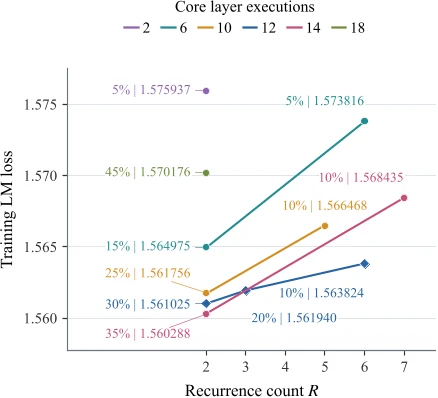 Core layer executions
2 6 10 12 14 18
5% | 1.575937
5% | 1.573816
1.575
45% | 1.570176
10% | 1.568435
1.570
10% | 1.566468
15% | 1.564975
1.565
25% | 1.561756
10% | 1.563824
30% | 1.561025
20% | 1.561940
1.560
35% | 1.560288
Training LM loss
2 3 4 5 6 7
Recurrence count R